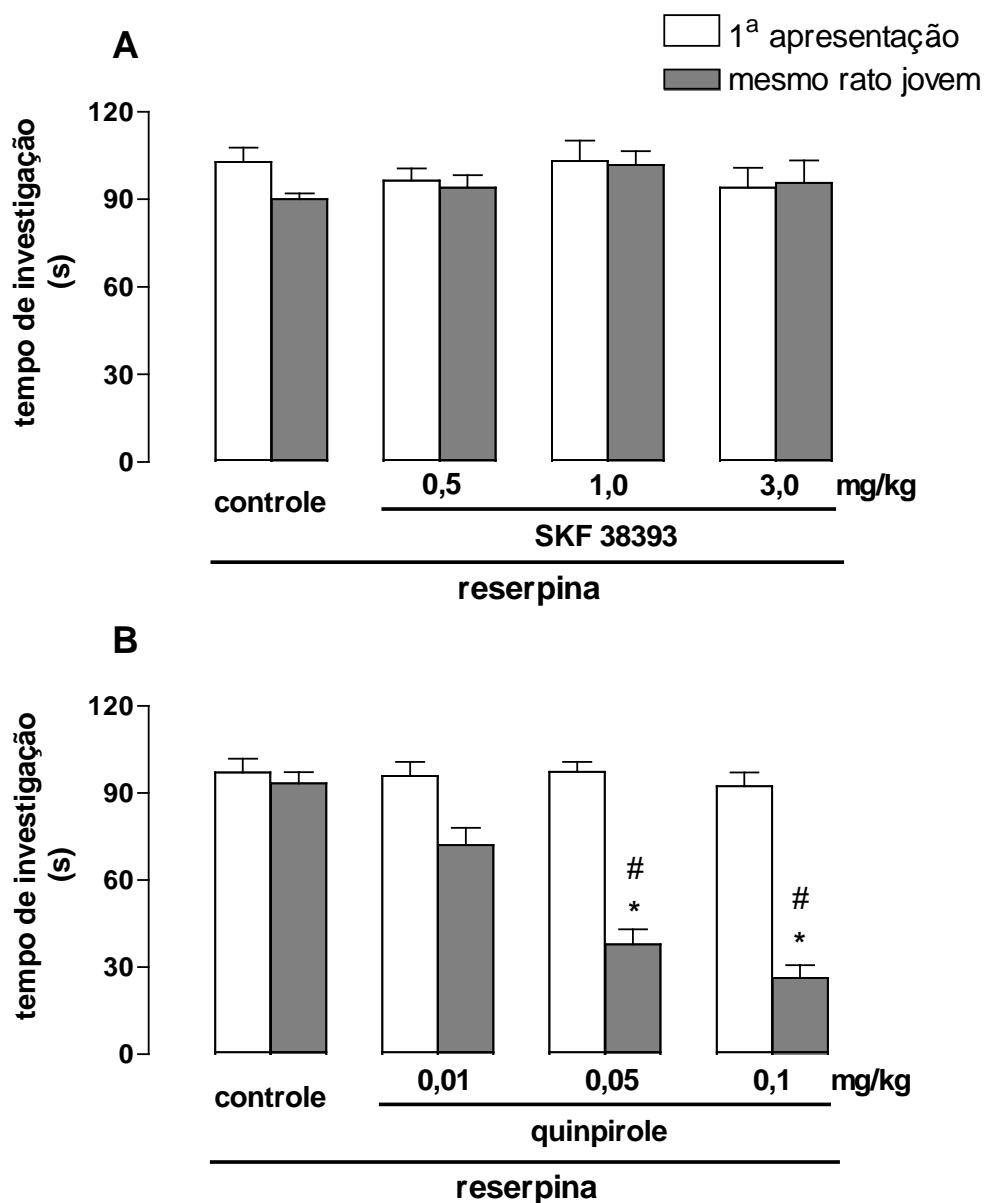 A
1ª apresentação
mesmo rato jovem
tempo de investigação
(s)
120
90
60
30
0
controle
0,5 1,0 3,0 mg/kg
SKF 38393
reserpina
B
tempo de investigação
(s)
120
90
60
30
0
#
*
#
*
controle
0,01 0,05 0,1 mg/kg
quinpirole
reserpina